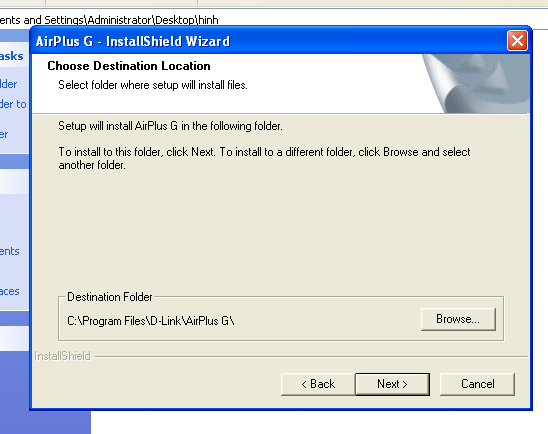 ents and Settings\Administrator\Desktop\hinh
AirPlus G - InstallShield Wizard
asks
Choose Destination Location
Select folder where setup will install files.
lder
der to
er
Setup will install AirPlus G in the following folder.
To install to this folder, click Next. To install to a different folder, click Browse and select
another folder.
ents
aces
Destination Folder
C:\Program Files\D-Link\AirPlus G\
Browse...
InstallShield
< Back
Next >
Cancel